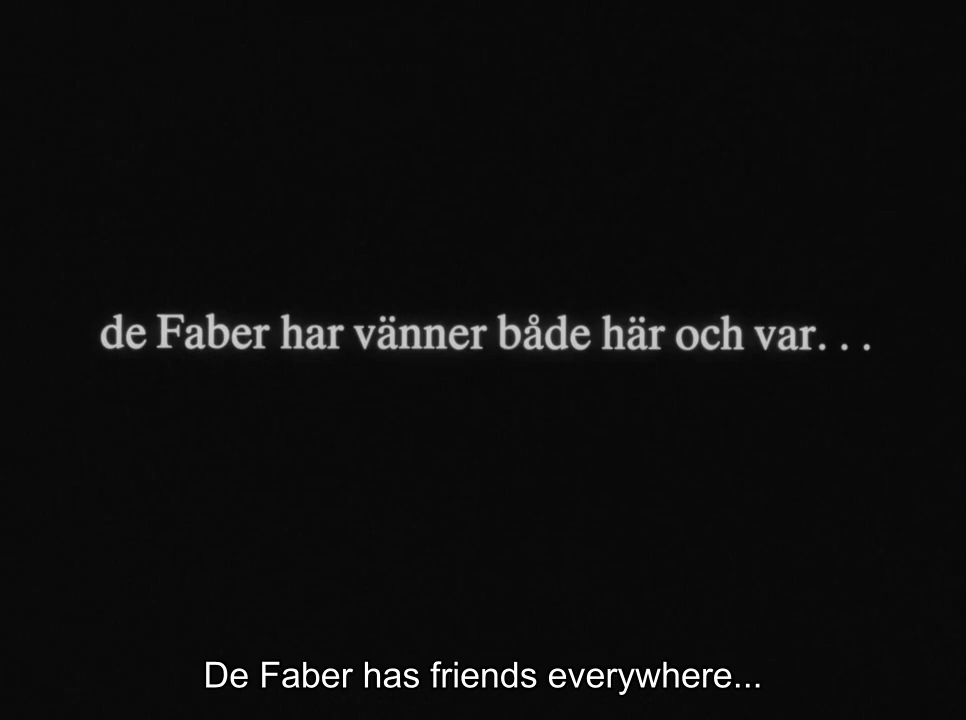 de Faber har vänner både här och var. . .
De Faber has friends everywhere...